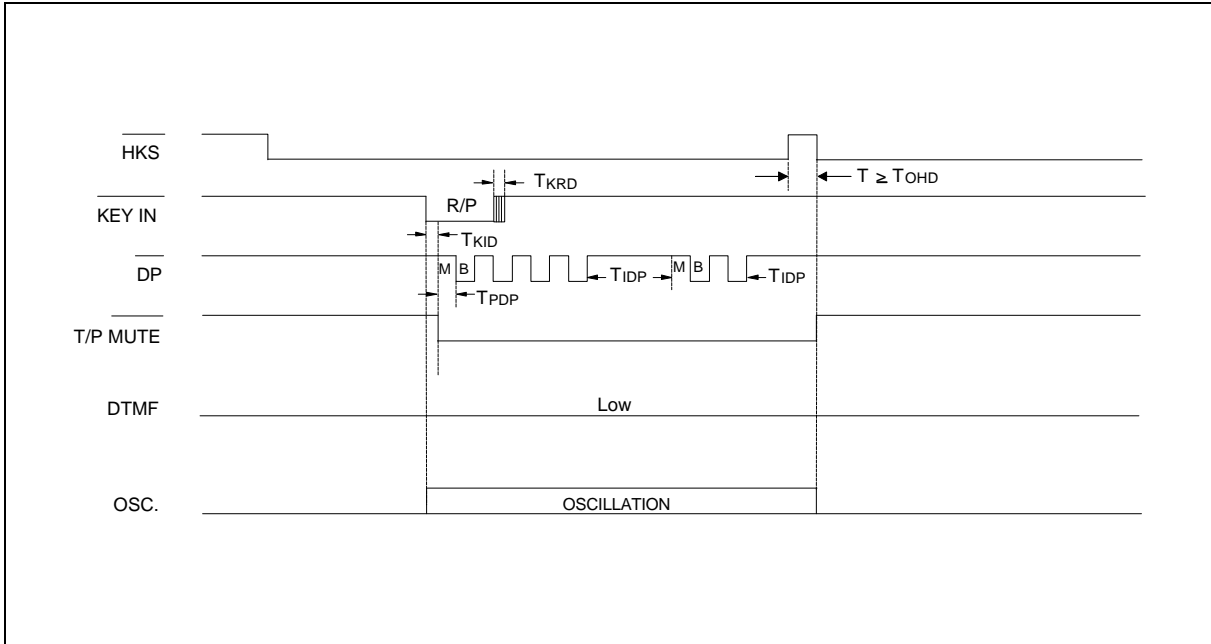 HKS
T ≥ TOHD
TKRD
KEY IN
R/P
TKID
DP
M B
TIDP
M B
TIDP
TPDP
T/P MUTE
DTMF
Low
OSC.
OSCILLATION